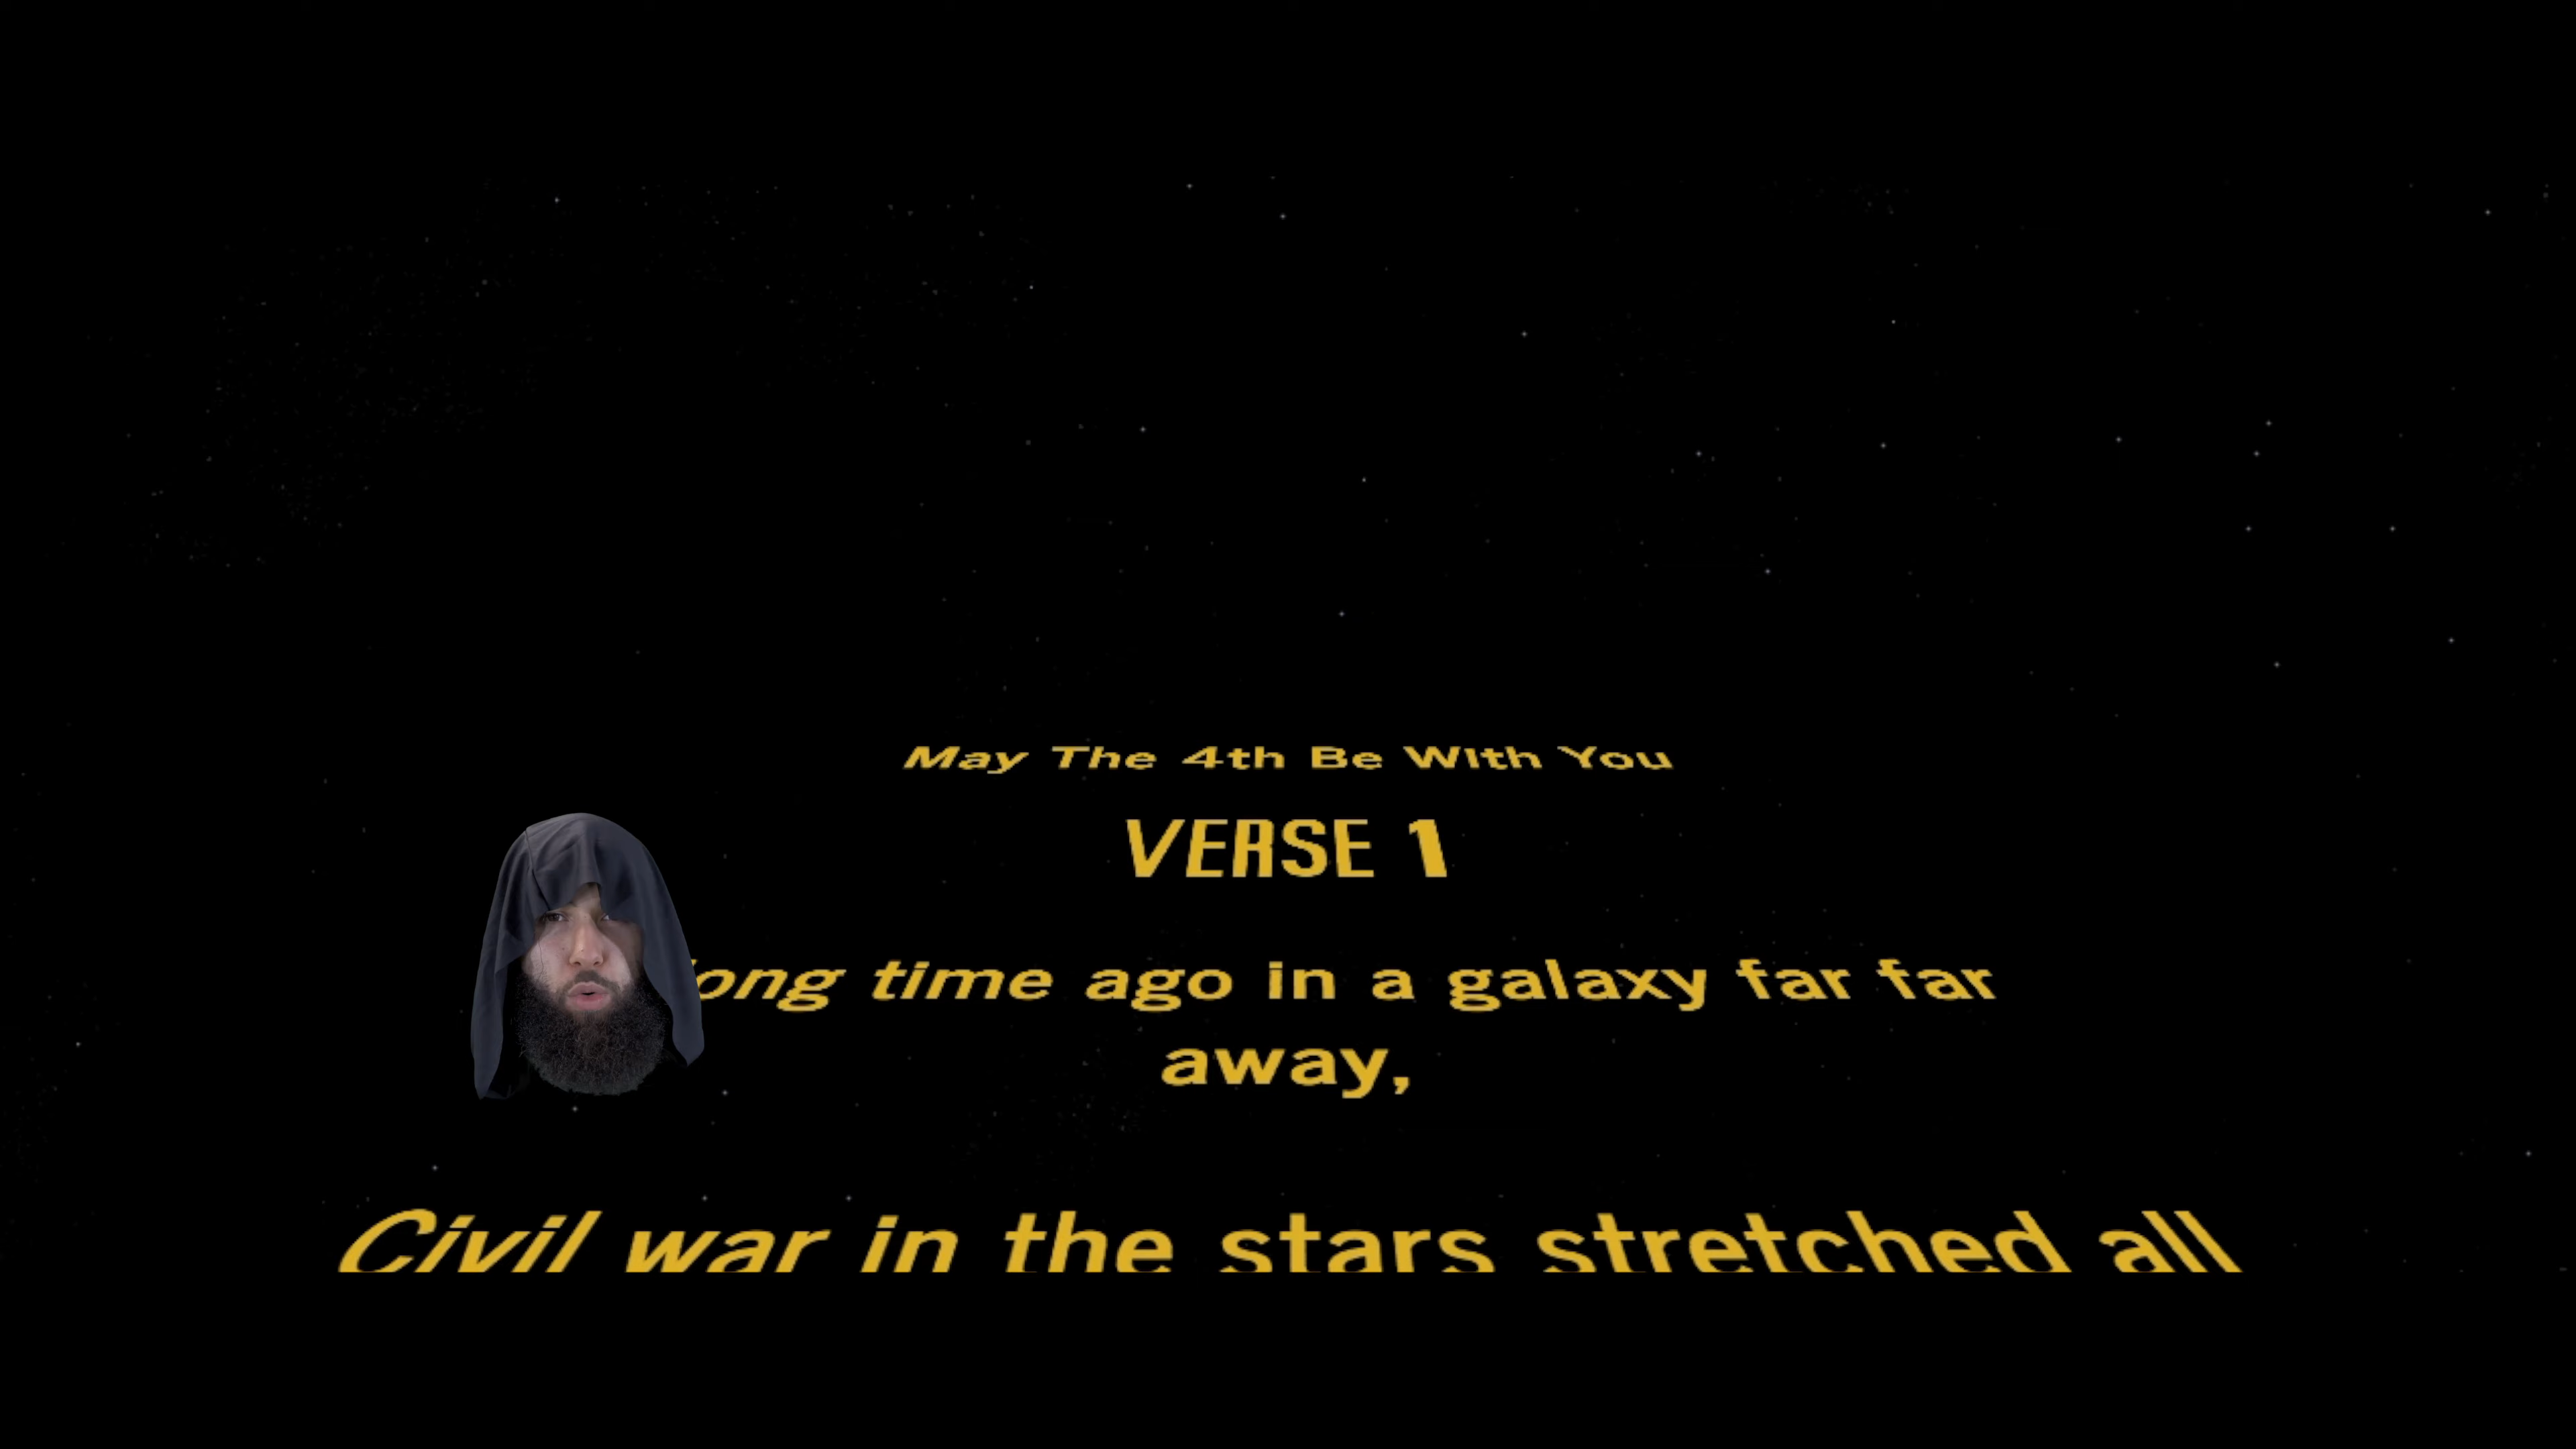 May The 4th Be With You
VERSE 1
time ago in a galaxy far far
away,
Civil war in the stars stretched all